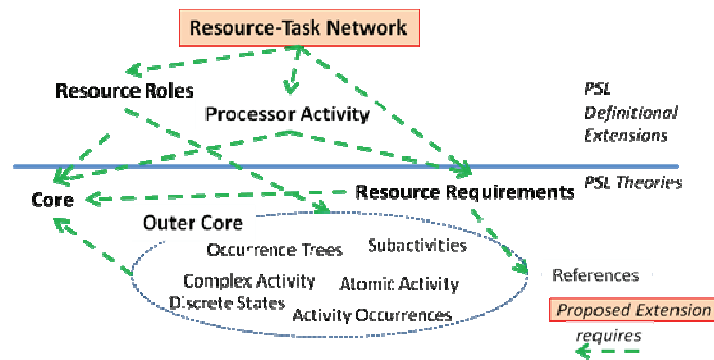 Resource-Task Network
Resource Roles
Processor Activity
PSL
Definitional
Extensions
Core
Resource Requirements
PSL Theories
Outer Core
Occurrence Trees
Subactivities
Complex Activity
Atomic Activity
Discrete States
Activity Occurrences
References
Proposed Extension
requires